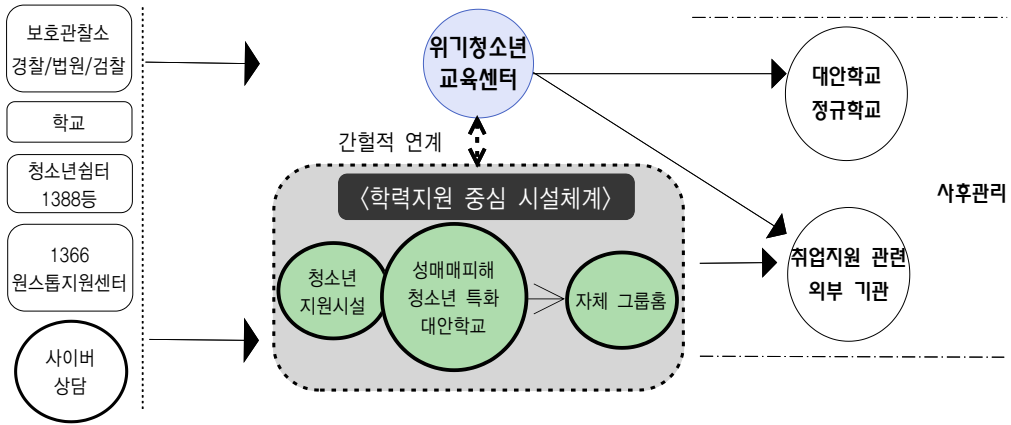 보호관찰소
경찰/법원/검찰
학교
청소년쉼터
1388등
1366
원스톱지원센터
사이버
상담
위기청소년
교육센터
간헐적 연계
〈학력지원 중심 시설체계〉
청소년
지원시설
성매매피해
청소년 특화
대안학교
자체 그룹홈
대안학교
정규학교
사후관리
취업지원 관련
외부 기관